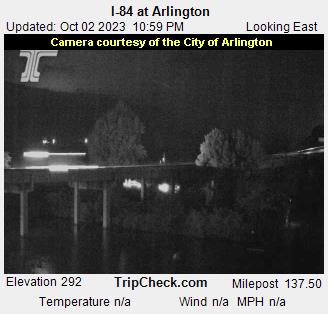 I-84 at Arlington
Updated: Oct 02 2023 10:59 PM Looking East
Camera courtesy of the City of Arlington
Elevation 292 TripCheck.com Milepost 137.50
Temperature n/a Wind n/a MPH n/a